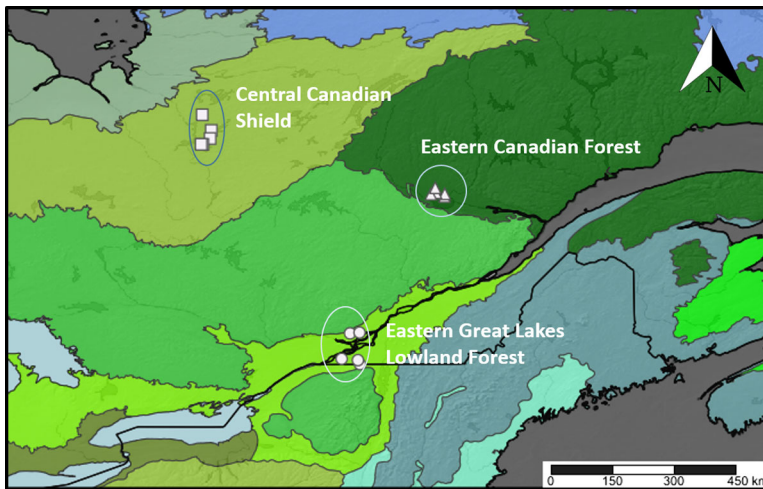 N
Central Canadian
Shield
Eastern Canadian Forest
Eastern Great Lakes
Lowland Forest
0 150 300 450 km